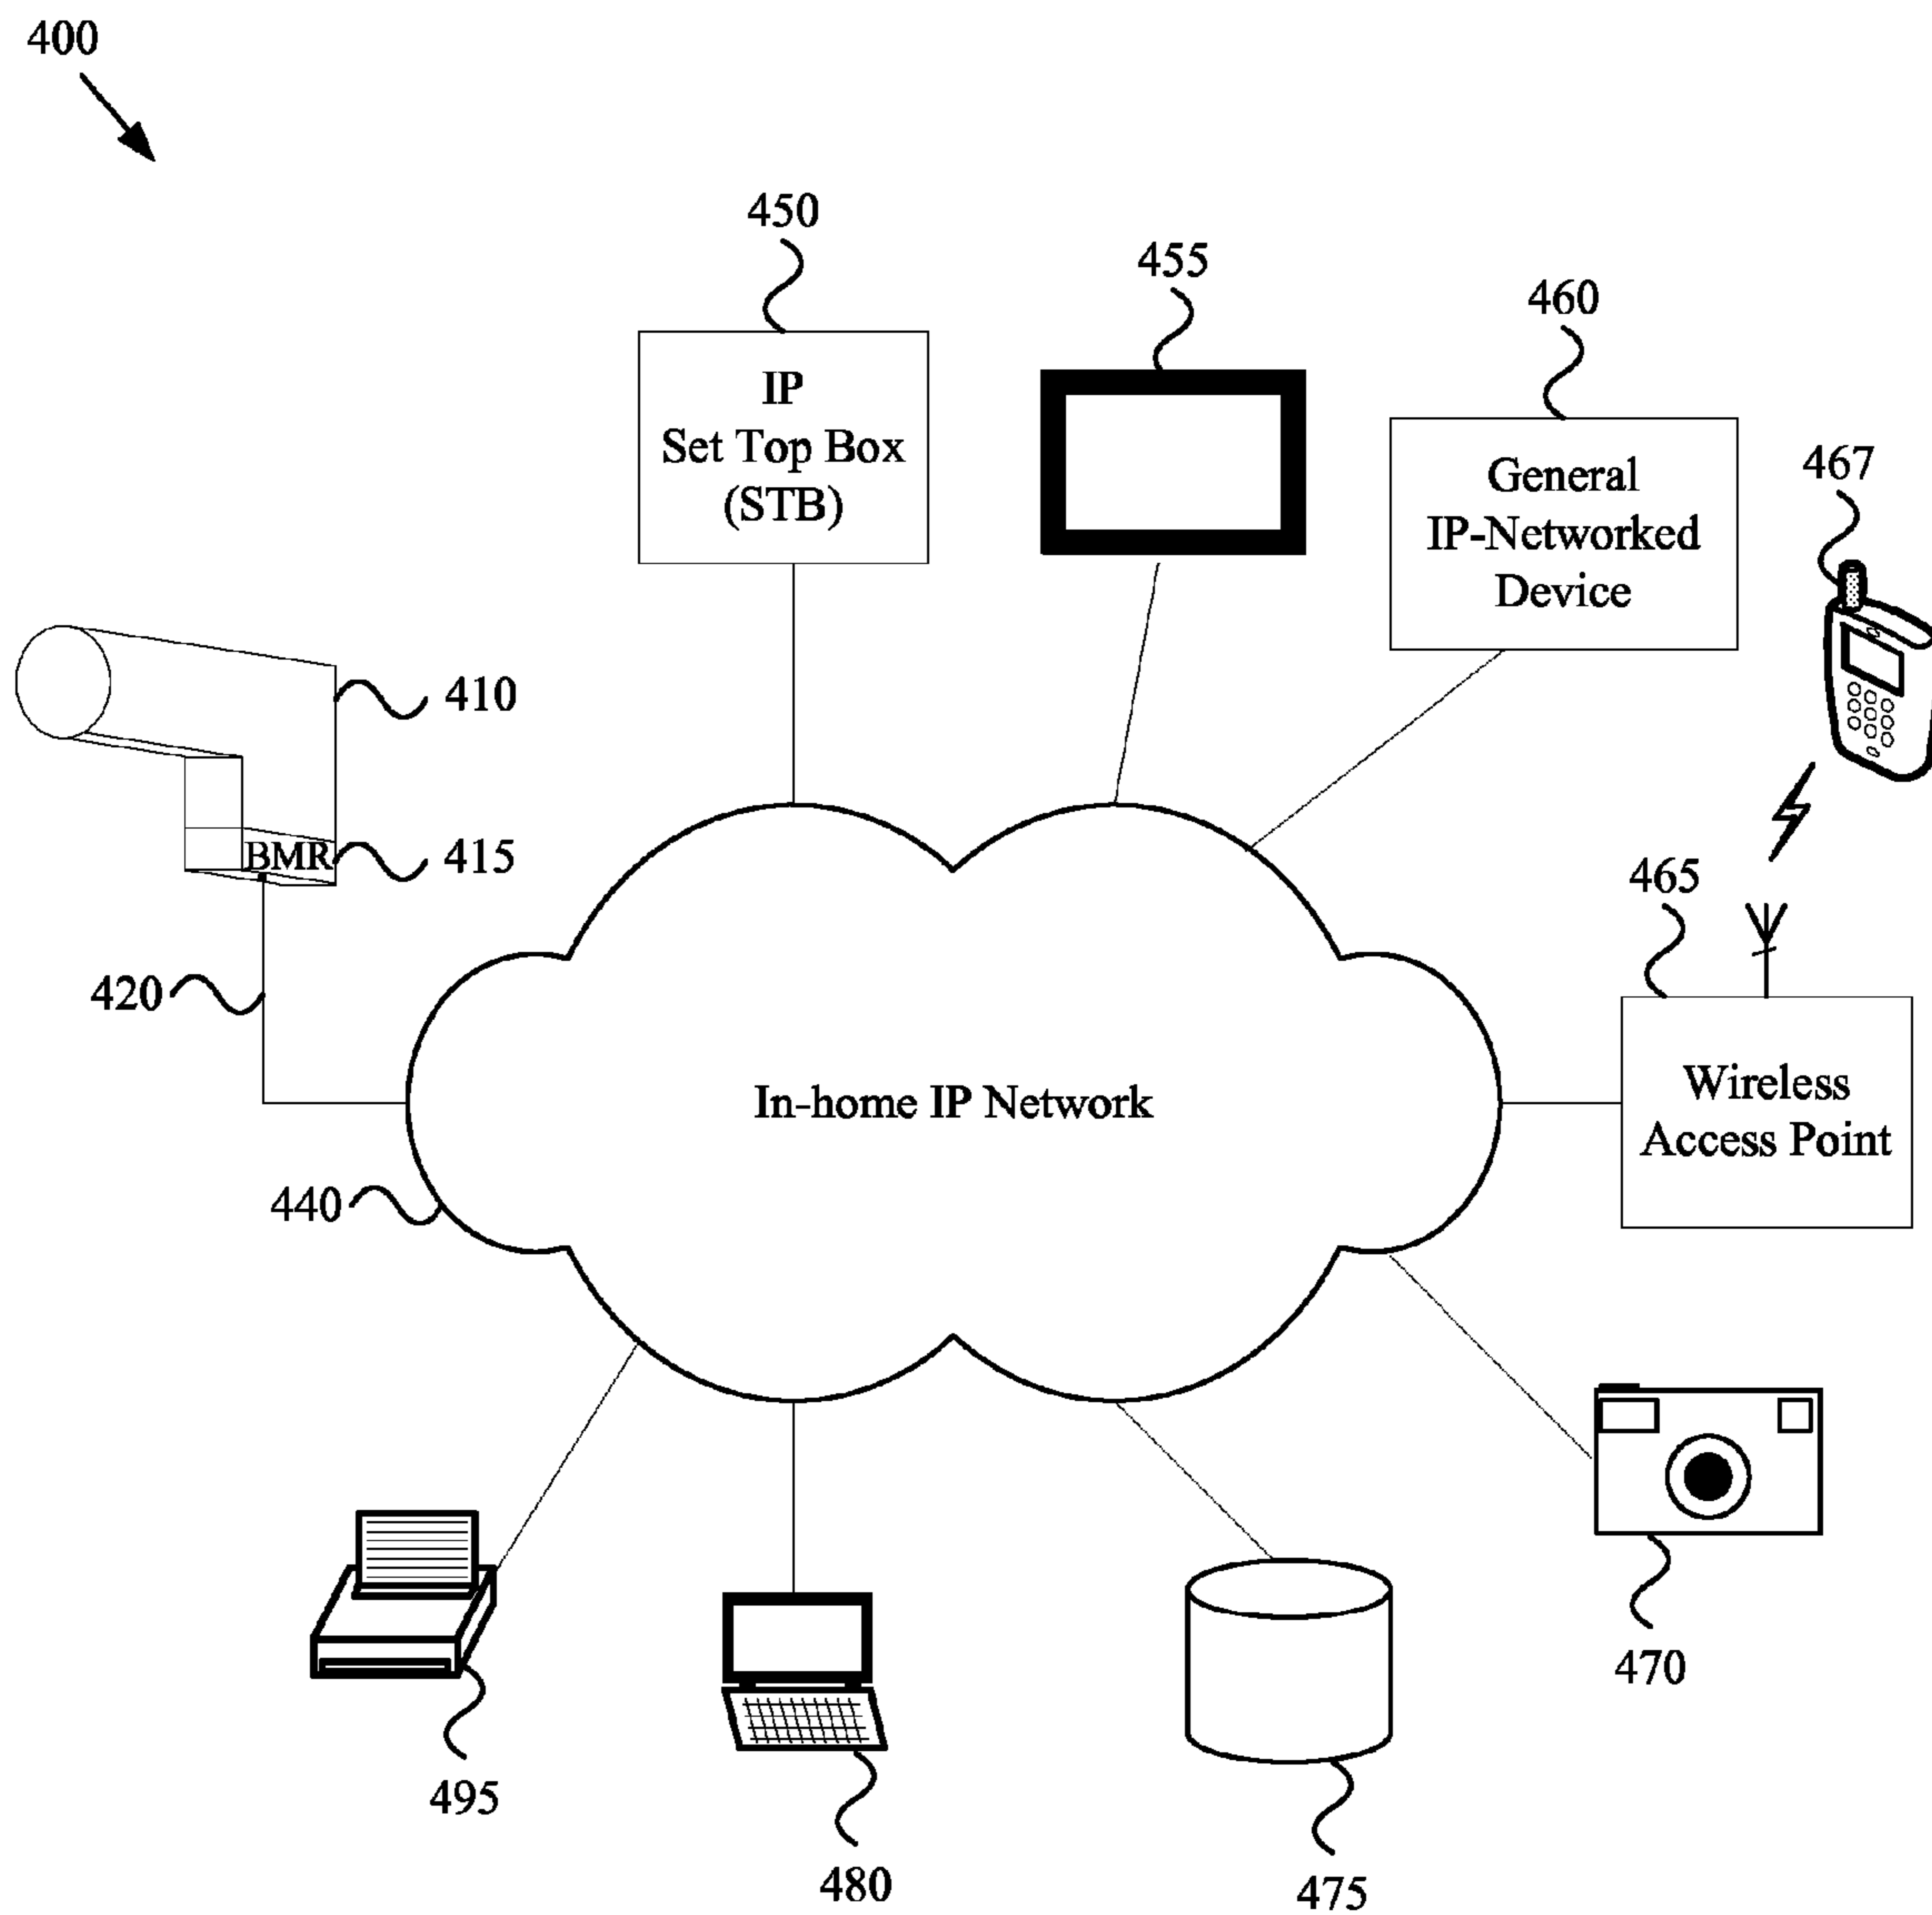 400
450
455
460
IP
Set Top Box
(STB)
General
IP-Networked
Device
467
410
BMR
415
465
420
In-home IP Network
Wireless
Access Point
440
470
495
480
475